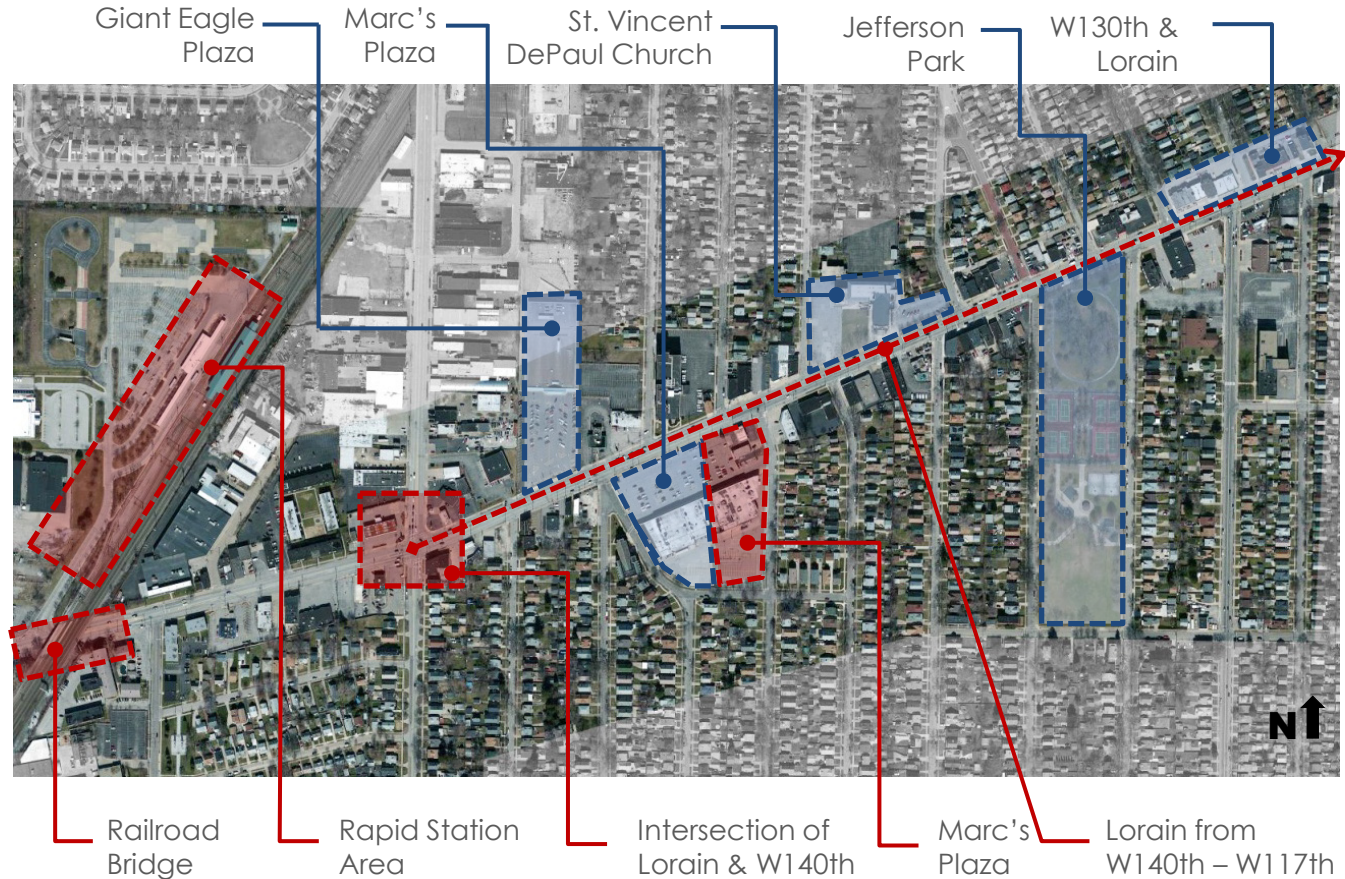 Giant Eagle
Plaza
Marc's
Plaza
St. Vincent
DePaul Church
Jefferson
Park
W130th &
Lorain
N
Railroad
Bridge
Rapid Station
Area
Intersection of
Lorain & W140th
Marc's
Plaza
Lorain from
W140th – W117th